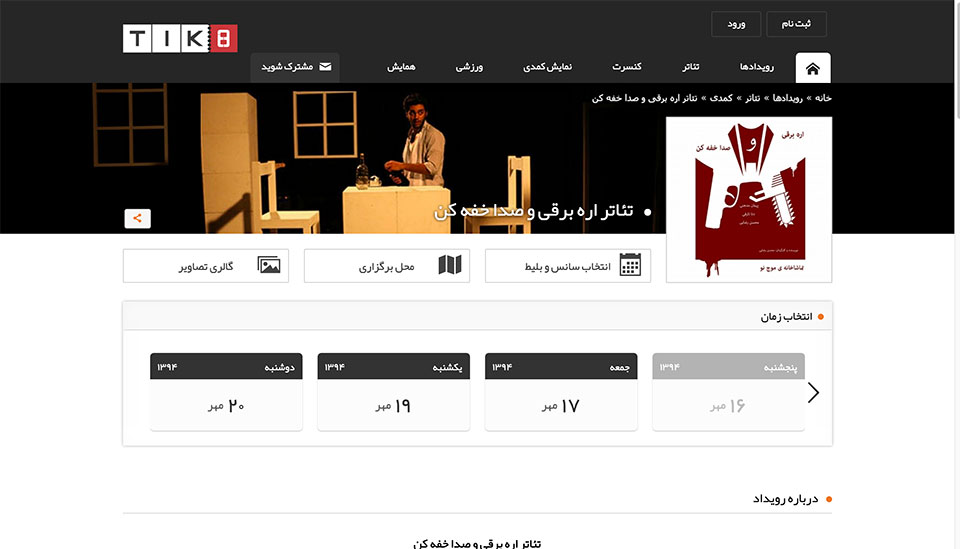 ثبت نام
ورود
TIK8
رویدادها
تئاتر
کنسرت
نمایش کمدی
ورزشی
همایش
مشترک شوید
خانه » رویدادها » تئاتر » کمدی » تئاتر اره برقی و صدا خفه کن
اره برقی
و
صدا خفه کن
تماشاخانه ی موج نو
تئاتر اره برقی و صدا خفه کن
انتخاب سانس و بلیط
محل برگزاری
گالری تصاویر
انتخاب زمان
پنجشنبه ۱۳۹۴
۱۶ مهر
جمعه ۱۳۹۴
۱۷ مهر
یکشنبه ۱۳۹۴
۱۹ مهر
دوشنبه ۱۳۹۴
۲۰ مهر
درباره رویداد
تئاتر اره برقی و صدا خفه کن